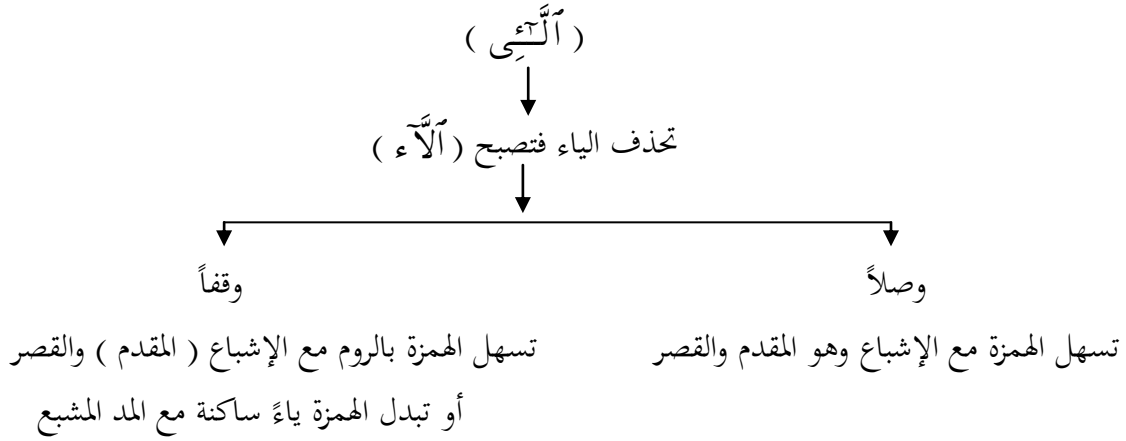 ( ٱلَّـٰٓـِٔى )
تحذف الياء فتصبح ( ٱلَّآء )
وصلاً
وقفاً
تسهل الهمزة مع الإشباع وهو المقدم والقصر
تسهل الهمزة بالروم مع الإشباع ( المقدم ) والقصر
أو تبدل الهمزة ياءً ساكنة مع المد المشبع